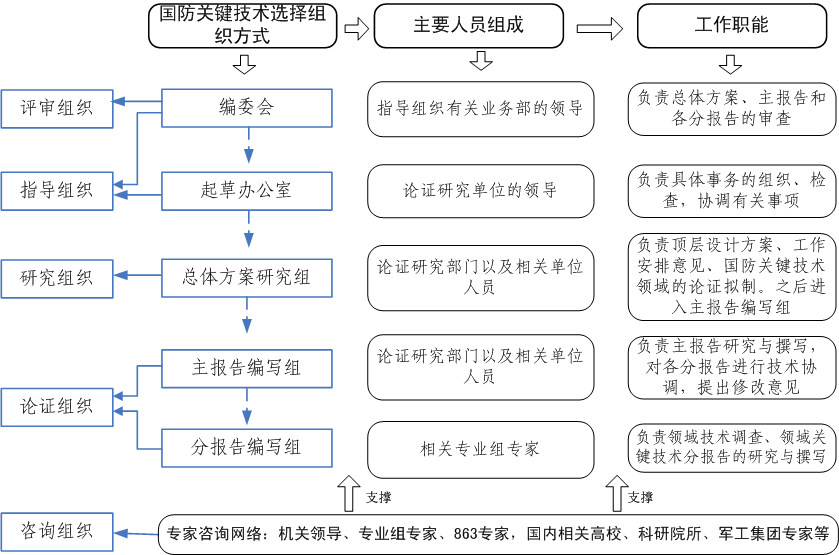 国防关键技术选择组
织方式
主要人员组成
工作职能
评审组织
编委会
指导组织有关业务部的领导
负责总体方案、主报告和
各分报告的审查
指导组织
起草办公室
论证研究单位的领导
负责具体事务的组织、检
查，协调有关事项
研究组织
总体方案研究组
论证研究部门以及相关单位
人员
负责顶层设计方案、工作
安排意见、国防关键技术
领域的论证拟制。之后进
入主报告编写组
主报告编写组
论证研究部门以及相关单位
人员
负责主报告研究与撰写，
对各分报告进行技术协
调，提出修改意见
论证组织
分报告编写组
相关专业组专家
负责领域技术调查、领域关
键技术分报告的研究与撰写
支撑
支撑
咨询组织
专家咨询网络：机关领导、专业组专家、863专家，国内相关高校、科研院所、军工集团专家等